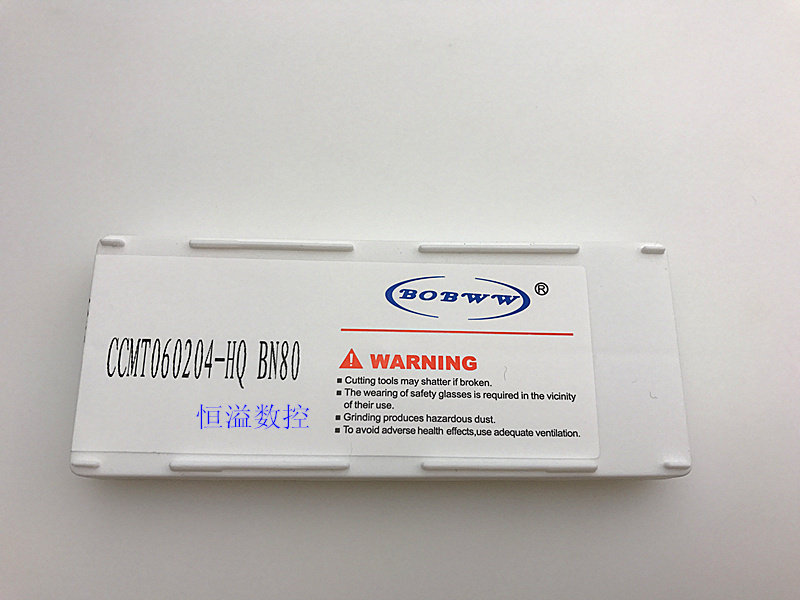 BOBWW®
CCMT060204-HQ BN80
恒溢数控
WARNING
■ Cutting tools may shatter if broken.
■ The wearing of safety glasses is required in the vicinity
of their use.
■ Grinding produces hazardous dust.
■ To avoid adverse health effects,use adequate ventilation.